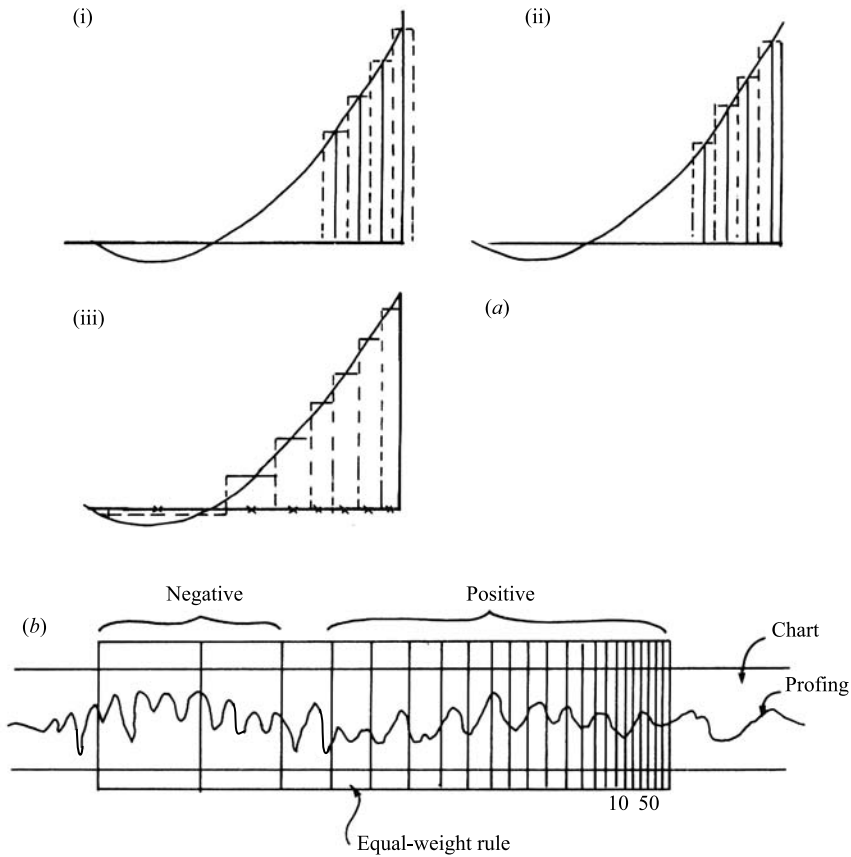 (i)
(ii)
(iii)
(a)
Negative
Positive
(b)
Chart
Profing
10 50
Equal-weight rule